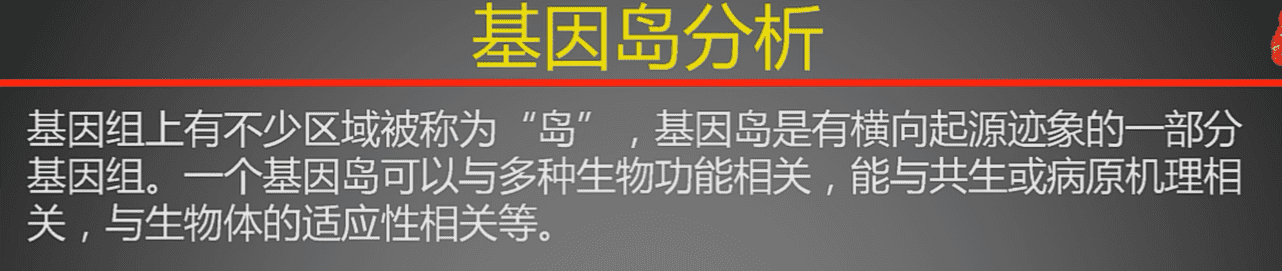 基因岛分析
基因组上有不少区域被称为“岛”，基因岛是有横向起源迹象的一部分
基因组。一个基因岛可以与多种生物功能相关，能与共生或病原机理相
关，与生物体的适应性相关等。